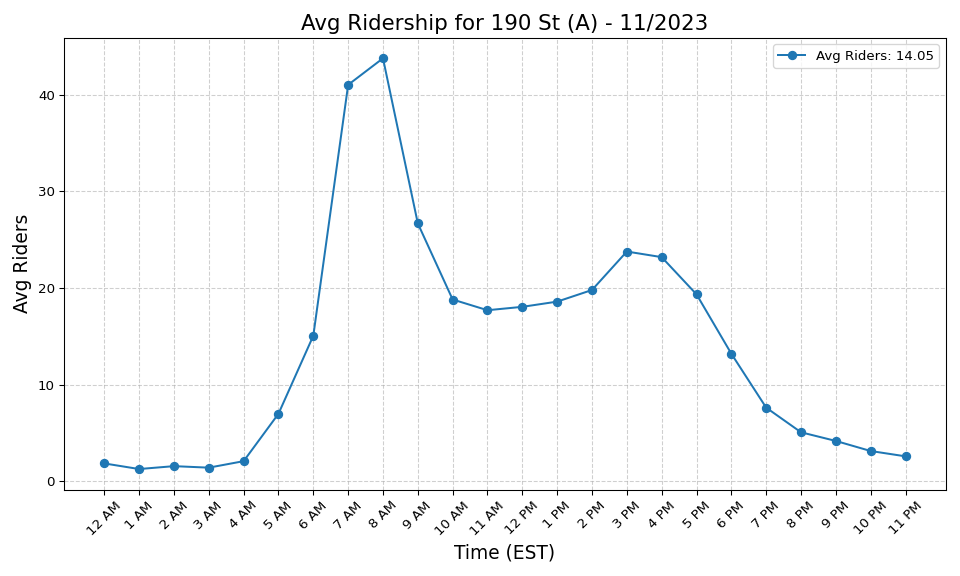 Avg Ridership for 190 St (A) - 11/2023
Avg Riders: 14.05
Avg Riders
40
30
20
10
0
12 AM 1 AM 2 AM 3 AM 4 AM 5 AM 6 AM 7 AM 8 AM 9 AM 10 AM 11 AM 12 PM 1 PM 2 PM 3 PM 4 PM 5 PM 6 PM 7 PM 8 PM 9 PM 10 PM 11 PM
Time (EST)